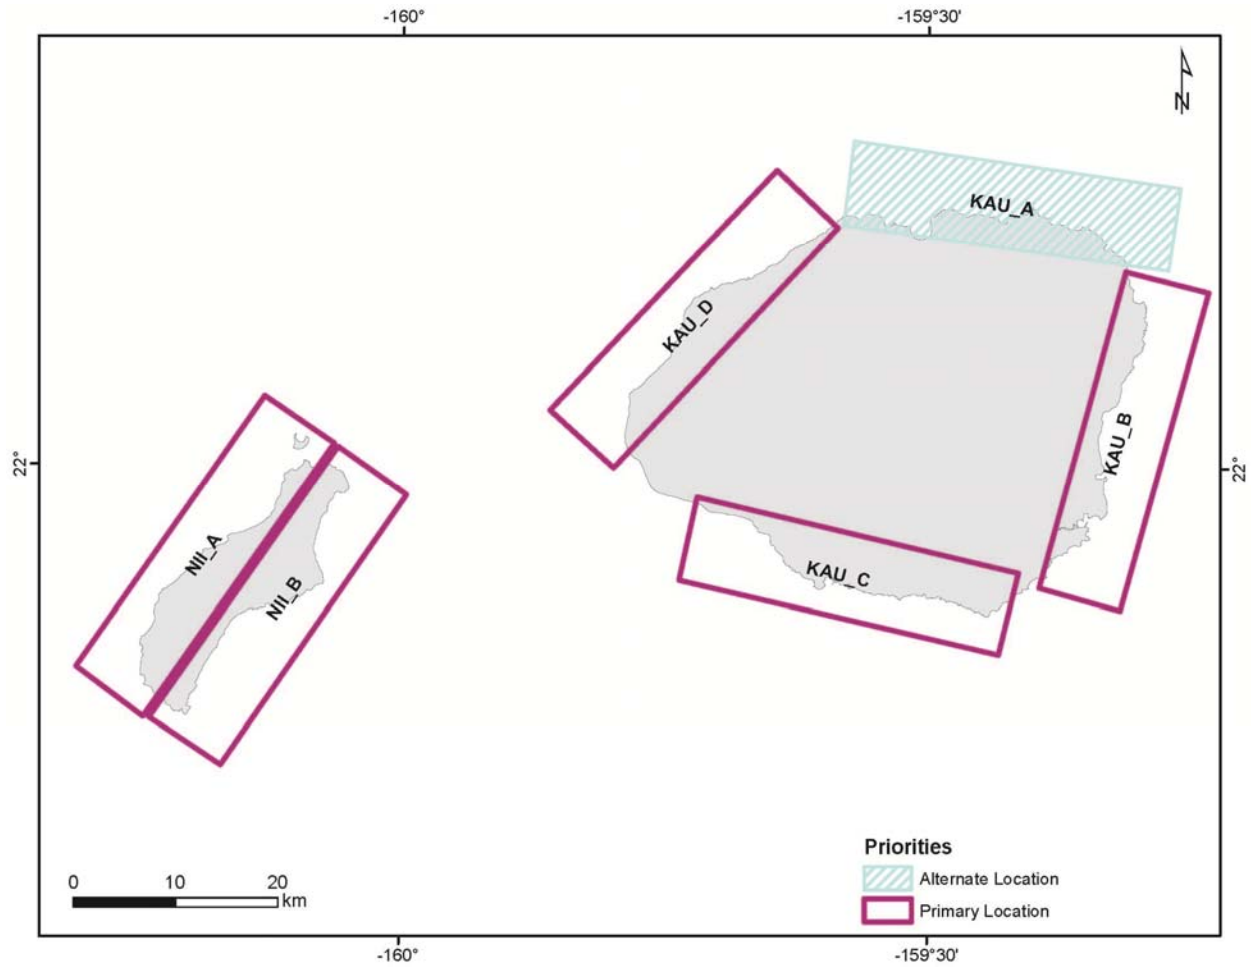 -160°
-159°30'
N
KAU_A
KAU_D
KAU_B
22°
22°
NII_A
NII_B
KAU_C
Priorities
Alternate Location
Primary Location
0 10 20
km
-160°
-159°30'